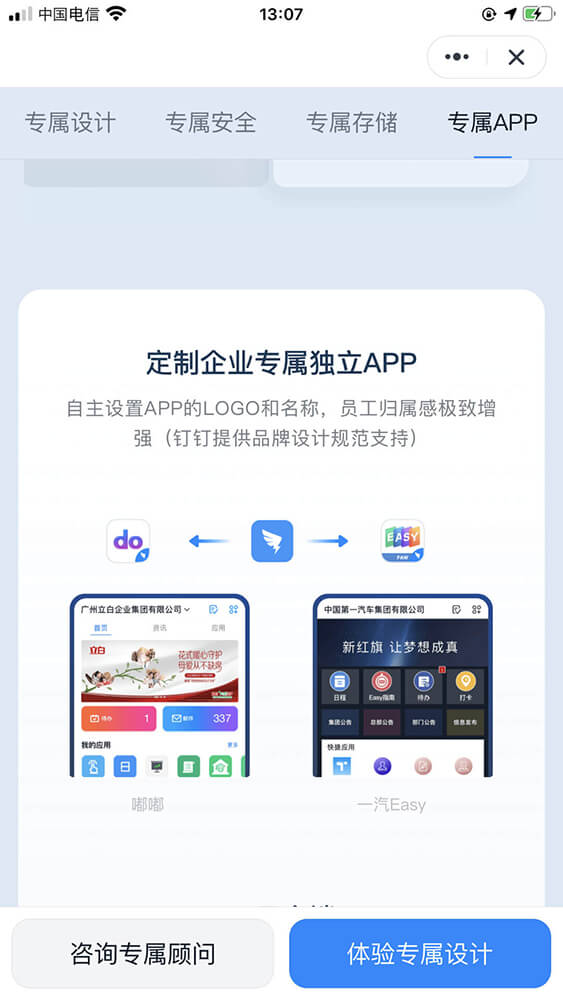 中国电信
13:07
专属设计 专属安全 专属存储 专属APP
定制企业专属独立APP
自主设置APP的LOGO和名称，员工归属感极致增
强（钉钉提供品牌设计规范支持）
do
EASY
FAW
广州立白企业集团有限公司
首页 资讯 应用
立白
花式暖心守护
母爱从不缺席
待办 1
邮件 337
我的应用
更多
中国第一汽车集团有限公司
新红旗 让梦想成真
日程 Easy指南 待办 打卡
集团公告 总部公告 部门公告 信息发布
快捷应用
嘟嘟
一汽Easy
咨询专属顾问
体验专属设计